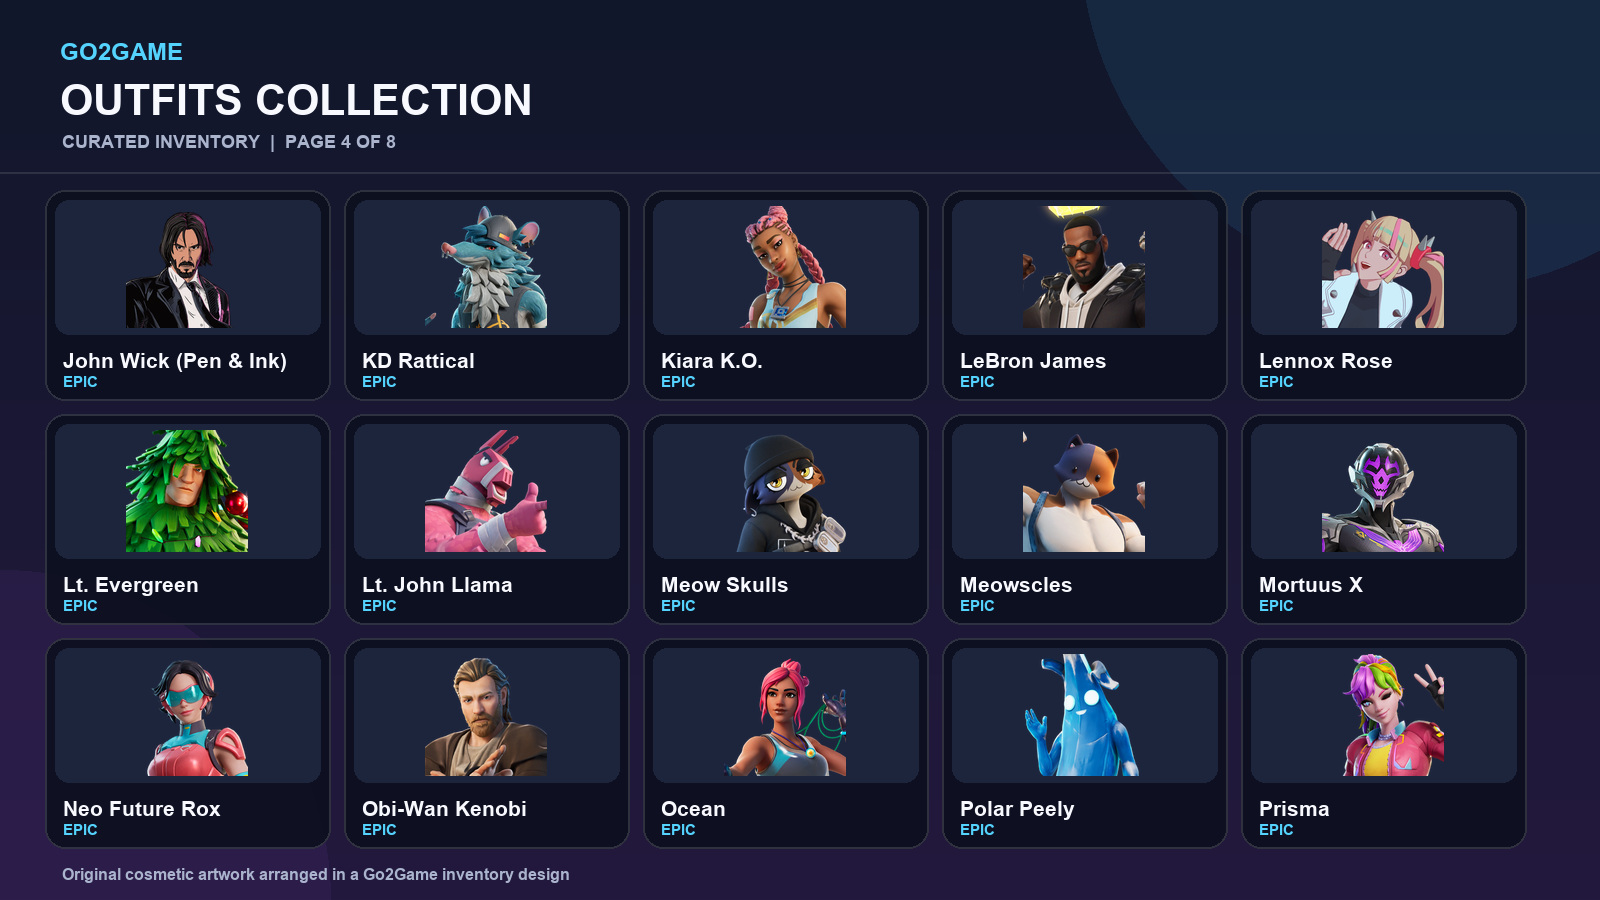 GO2GAME
OUTFITS COLLECTION
CURATED INVENTORY | PAGE 4 OF 8
John Wick (Pen & Ink)
EPIC
KD Rattical
EPIC
Kiara K.O.
EPIC
LeBron James
EPIC
Lennox Rose
EPIC
Lt. Evergreen
EPIC
Lt. John Llama
EPIC
Meow Skulls
EPIC
Meowscles
EPIC
Mortuus X
EPIC
Neo Future Rox
EPIC
Obi-Wan Kenobi
EPIC
Ocean
EPIC
Polar Peely
EPIC
Prisma
EPIC
Original cosmetic artwork arranged in a Go2Game inventory design